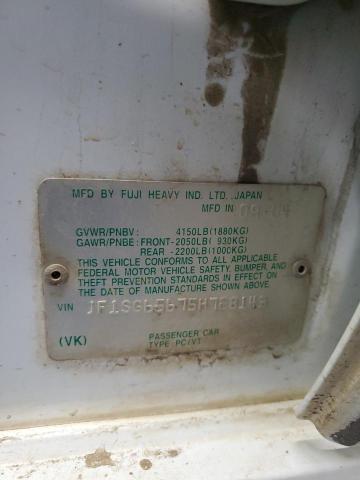 MFD BY FUJI HEAVY IND. LTD. JAPAN
MFD IN 09-04
GVWR/PNBV: 4150LB(1880KG)
GAWR/PNBE: FRONT-2050LB( 930KG)
REAR -2200LB(1000KG)
THIS VEHICLE CONFORMS TO ALL APPLICABLE
FEDERAL MOTOR VEHICLE SAFETY, BUMPER, AND
THEFT PREVENTION STANDARDS IN EFFECT ON
THE DATE OF MANUFACTURE SHOWN ABOVE.
VIN
PASSENGER CAR
(VK) TYPE PC/VT